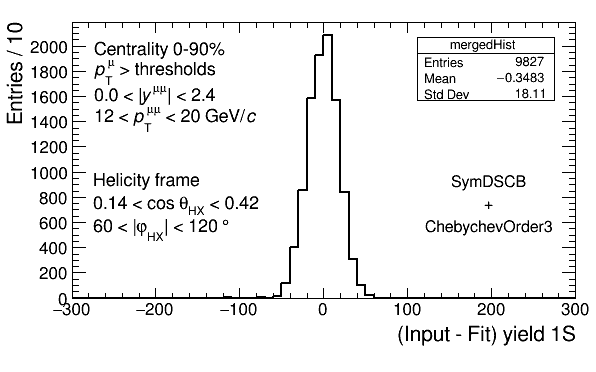 Entries / 10
2000
1800
1600
1400
1200
1000
800
600
400
200
0
Centrality 0-90%
p_T^μ > thresholds
0.0 < |y^μμ| < 2.4
12 < p_T^μμ < 20 GeV/c
Helicity frame
0.14 < cos θ_HX < 0.42
60 < |φ_HX| < 120 °
mergedHist
Entries 9827
Mean −0.3483
Std Dev 18.11
SymDSCB
+
ChebychevOrder3
−300 −200 −100 0 100 200 300
(Input - Fit) yield 1S